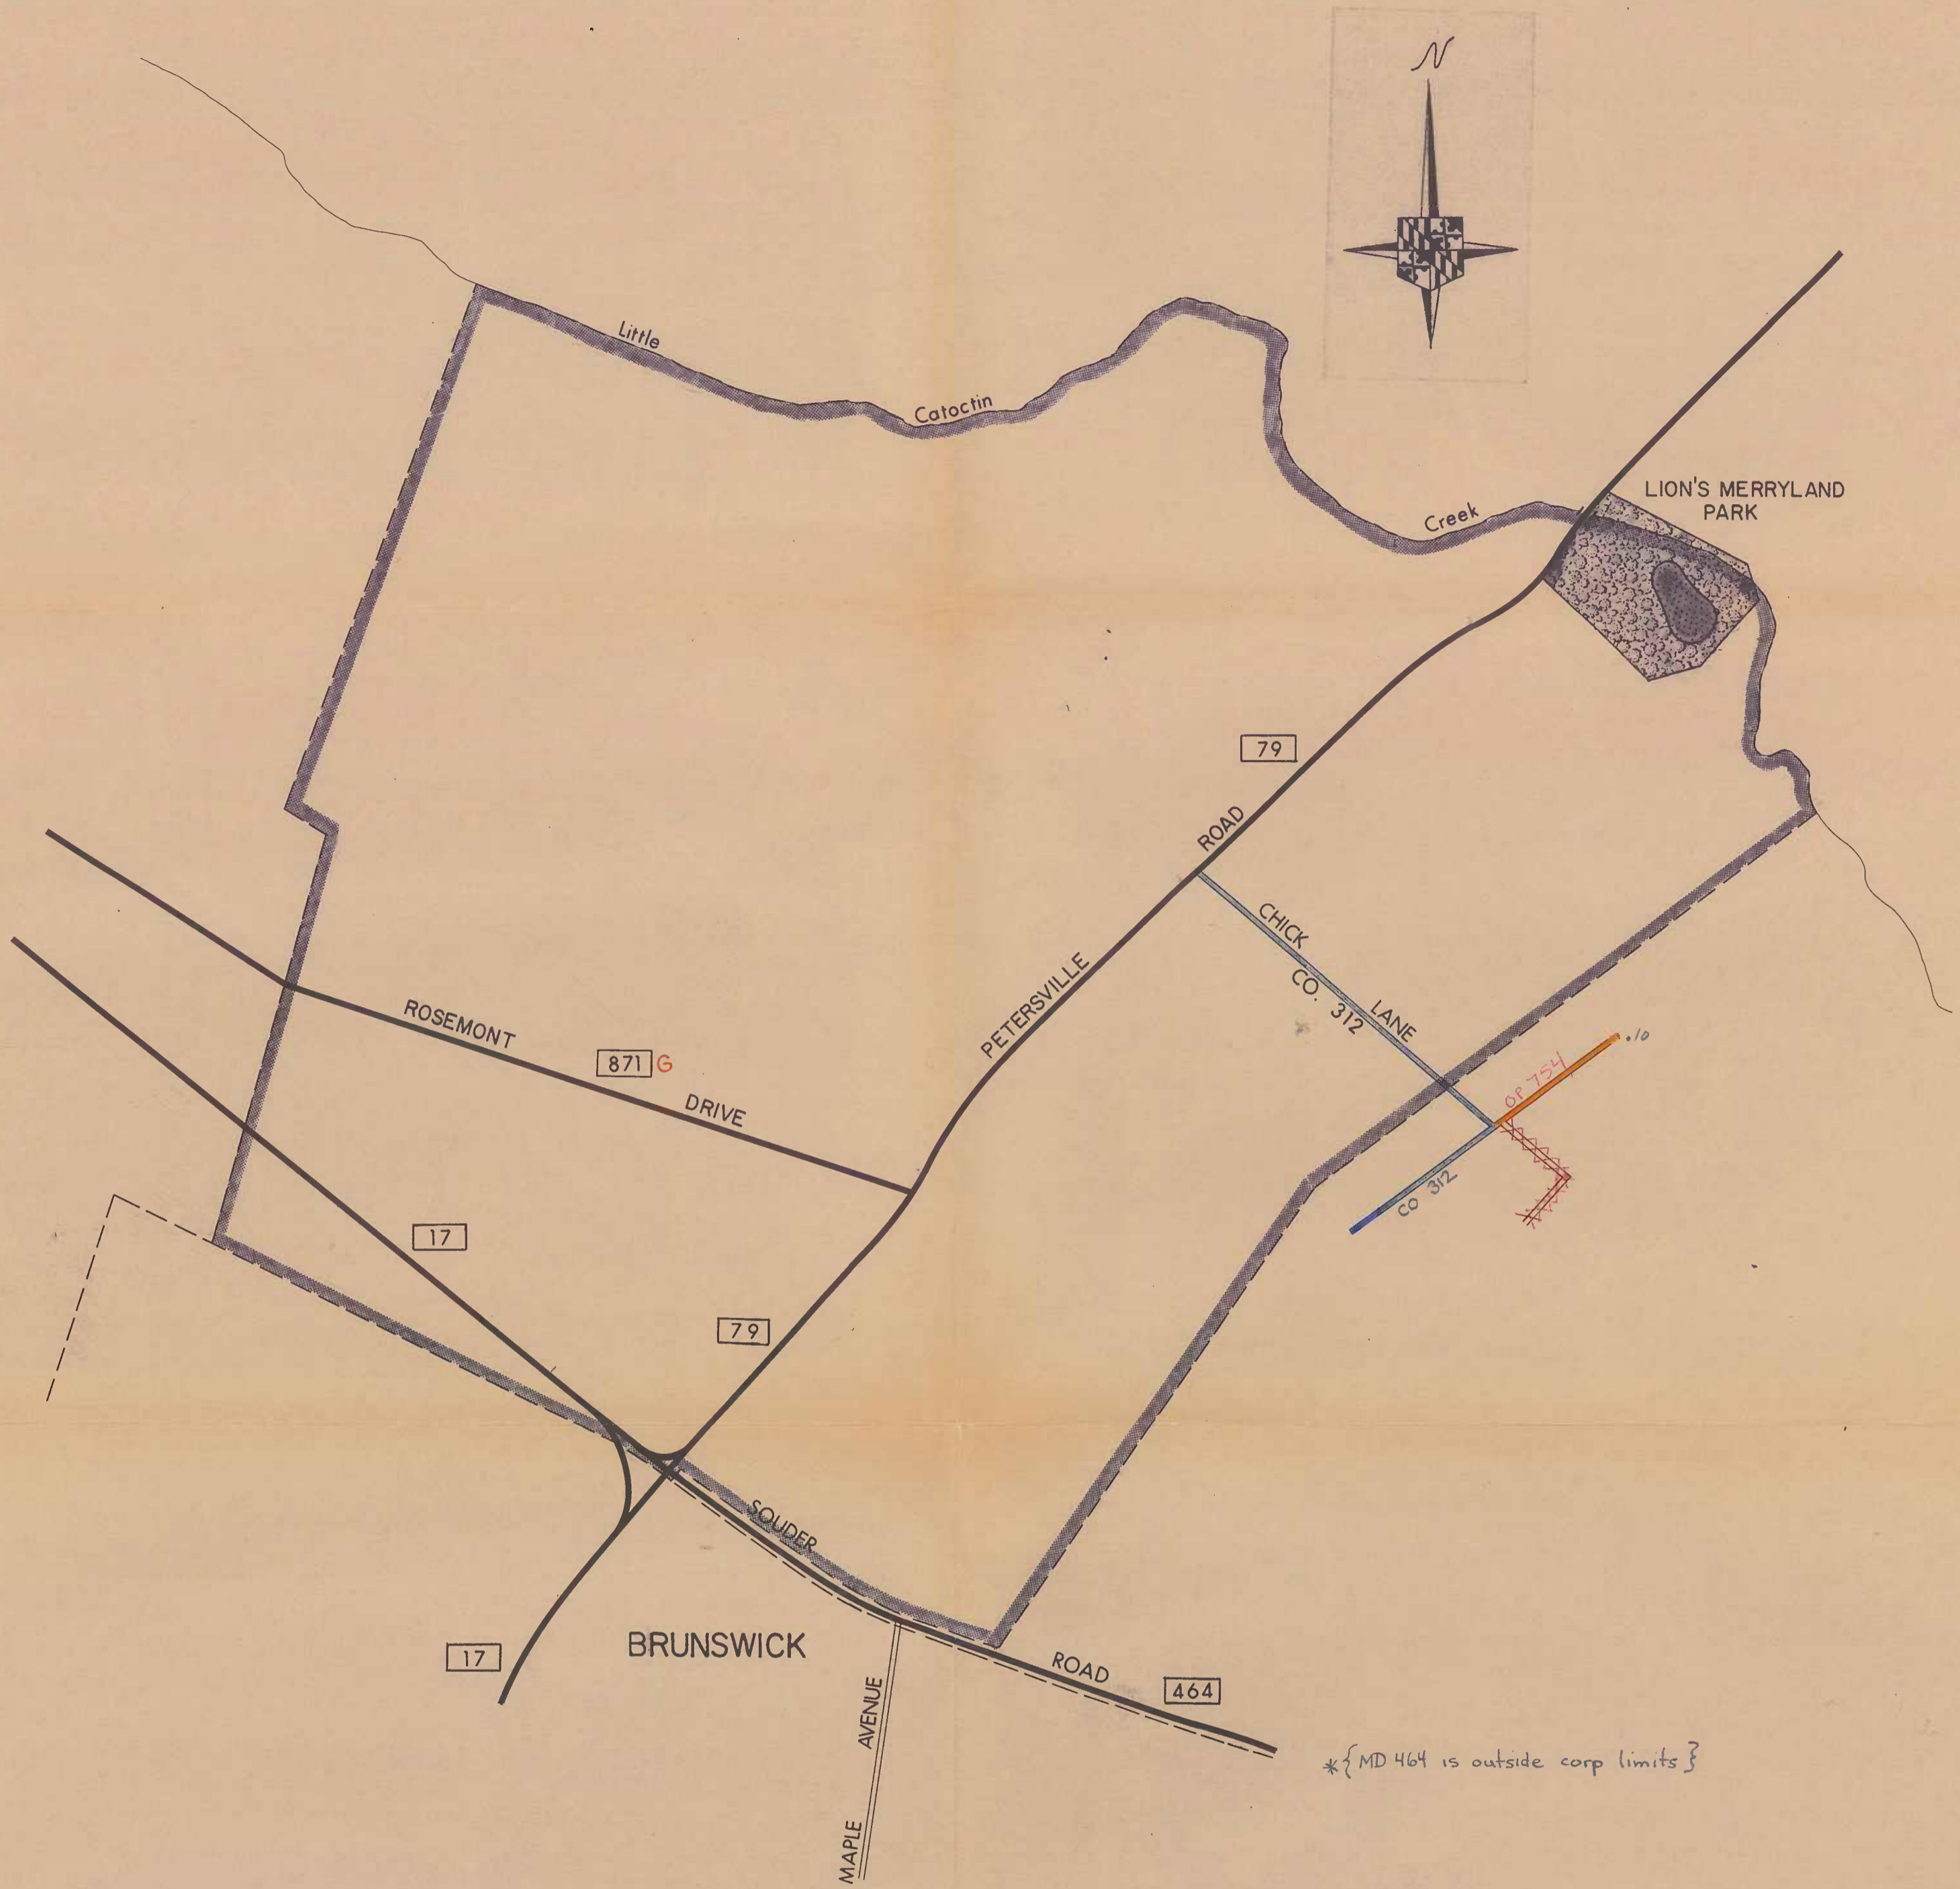 N
Little
Catoctin
Creek
LION'S MERRYLAND
PARK
79
ROAD
PETERSVILLE
CHICK
LANE
CO. 312
.10
OP 754
CO 312
ROSEMONT
871 G
DRIVE
17
79
SOUDER
BRUNSWICK
17
ROAD
464
MAPLE AVENUE
*{MD 464 is outside corp limits}